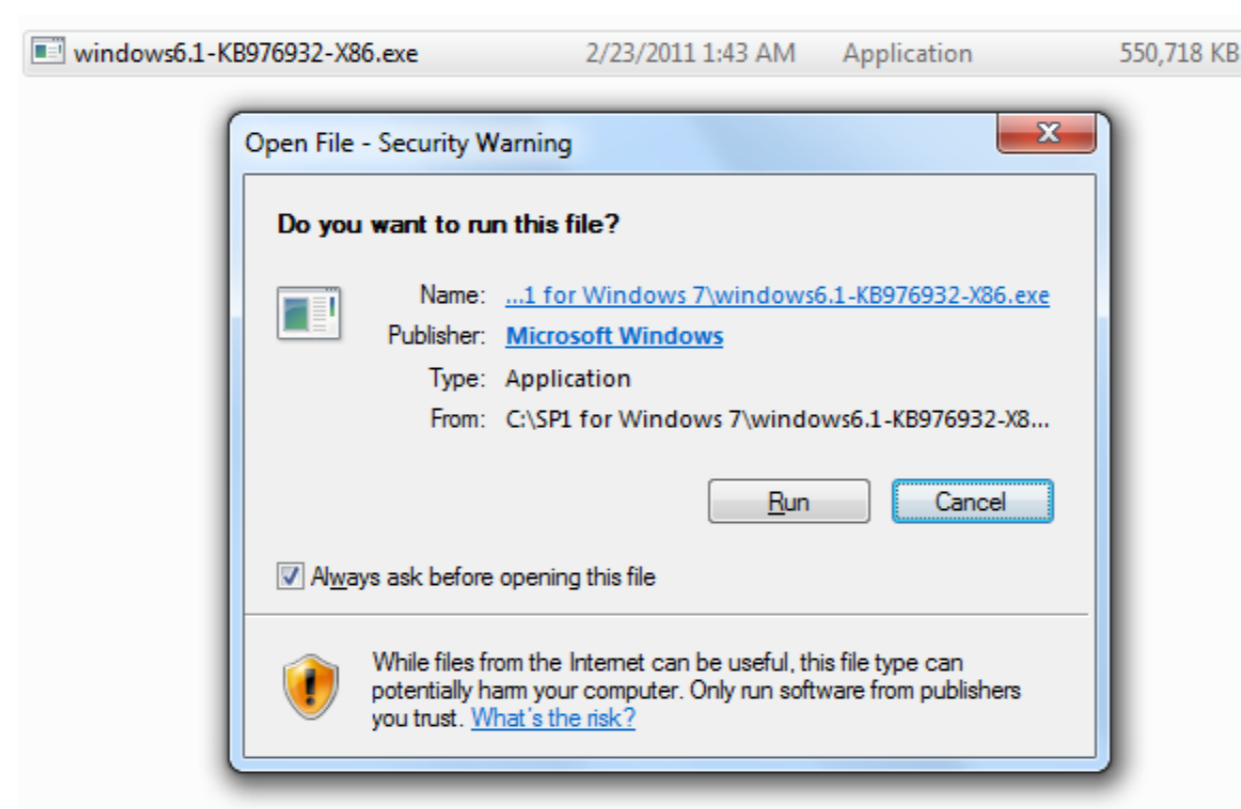 windows6.1-KB976932-X86.exe 2/23/2011 1:43 AM Application 550,718 KB
Open File - Security Warning
Do you want to run this file?
Name: ...1 for Windows 7\windows6.1-KB976932-X86.exe
Publisher: Microsoft Windows
Type: Application
From: C:\SP1 for Windows 7\windows6.1-KB976932-X8...
Run Cancel
Always ask before opening this file
While files from the Internet can be useful, this file type can
potentially harm your computer. Only run software from publishers
you trust. What's the risk?